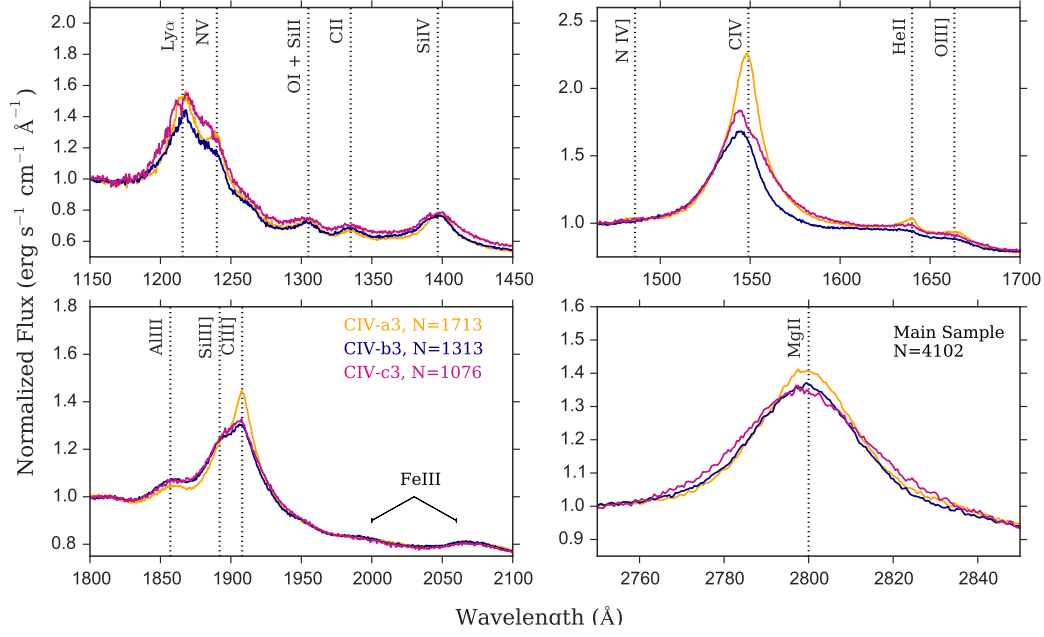 Normalized Flux (erg s⁻¹ cm⁻¹ Å⁻¹)
2.0
1.8
1.6
1.4
1.2
1.0
0.8
0.6
Lyα
NV
OI + SiII
CII
SiIV
1150 1200 1250 1300 1350 1400 1450
2.5
2.0
1.5
1.0
N IV]
CIV
HeII
OIII]
1500 1550 1600 1650 1700
1.8
1.6
1.4
1.2
1.0
0.8
AlIII
SiIII]
CIII]
CIV-a3, N=1713
CIV-b3, N=1313
CIV-c3, N=1076
FeIII
1800 1850 1900 1950 2000 2050 2100
1.6
1.5
1.4
1.3
1.2
1.1
1.0
0.9
MgII
Main Sample
N=4102
2760 2780 2800 2820 2840
Wavelength (Å)